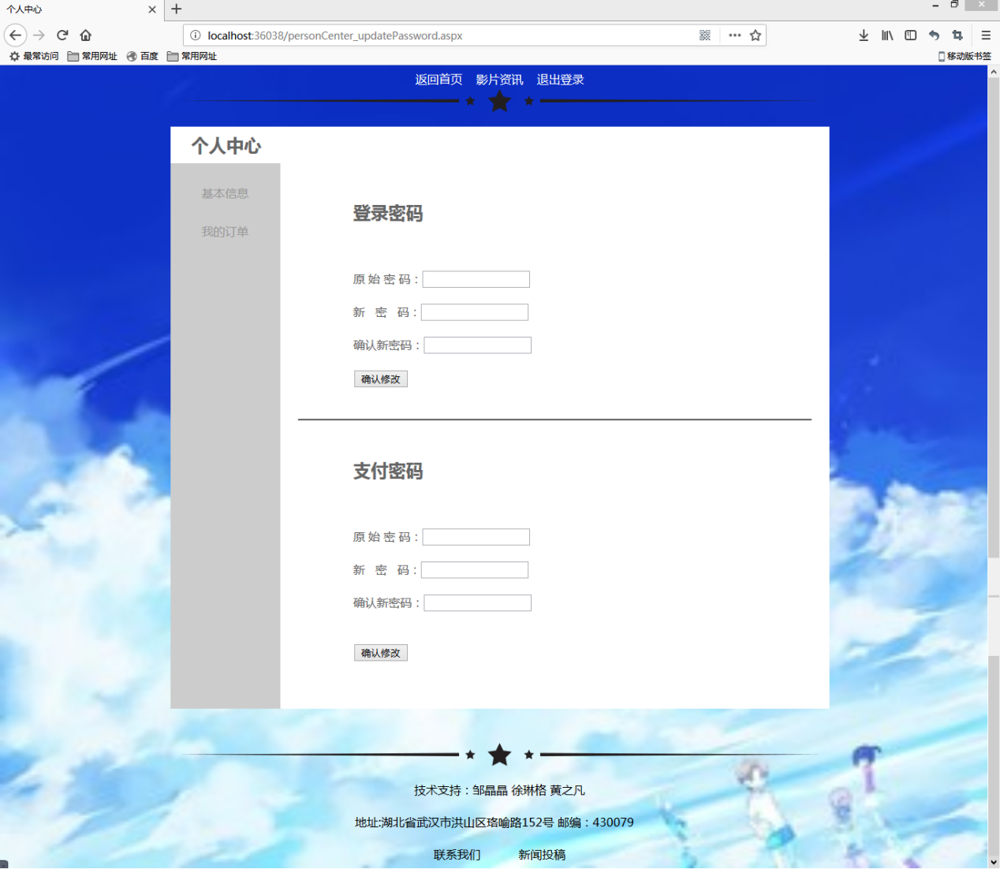 个人中心
localhost:36038/personCenter_updatePassword.aspx
最常访问 常用网址 百度 常用网址 移动版书签
返回首页 影片资讯 退出登录
个人中心
基本信息
我的订单
登录密码
原 始 密 码：
新 密 码：
确认新密码：
确认修改
支付密码
原 始 密 码：
新 密 码：
确认新密码：
确认修改
技术支持：邹晶晶 徐琳格 黄之凡
地址:湖北省武汉市洪山区珞喻路152号 邮编：430079
联系我们 新闻投稿